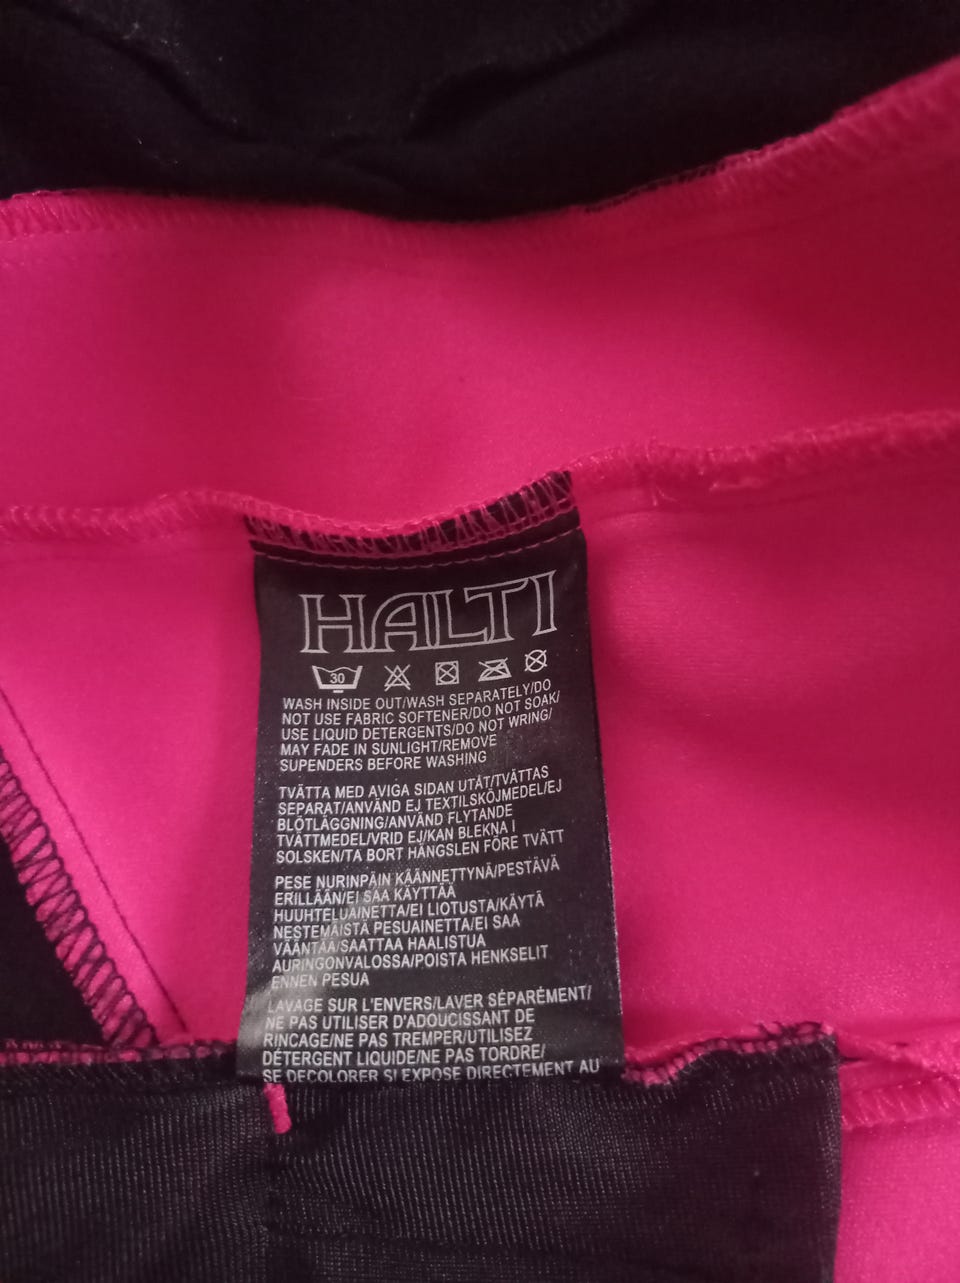 HALTI
30
WASH INSIDE OUT/WASH SEPARATELY/DO
NOT USE FABRIC SOFTENER/DO NOT SOAK/
USE LIQUID DETERGENTS/DO NOT WRING/
MAY FADE IN SUNLIGHT/REMOVE
SUPENDERS BEFORE WASHING
TVÄTTA MED AVIGA SIDAN UTÅT/TVÄTTAS
SEPARAT/ANVÄND EJ TEXTILSKÖJMEDEL/EJ
BLÖTLÄGGNING/ANVÄND FLYTANDE
TVÄTTMEDEL/VRID EJ/KAN BLEKNA I
SOLSKEN/TA BORT HÄNGSLEN FÖRE TVÄTT
PESE NURINPÄIN KÄÄNNETTYNÄ/PESTÄVÄ
ERILLÄÄN/EI SAA KÄYTTÄÄ
HUUHTELUAINETTA/EI LIOTUSTA/KÄYTÄ
NESTEMÄISTÄ PESUAINETTA/EI SAA
VÄÄNTÄÄ/SAATTAA HAALISTUA
AURINGONVALOSSA/POISTA HENKSELIT
ENNEN PESUA
LAVAGE SUR L'ENVERS/LAVER SÉPARÉMENT/
NE PAS UTILISER D'ADOUCISSANT DE
RINCAGE/NE PAS TREMPER/UTILISEZ
DÉTERGENT LIQUIDE/NE PAS TORDRE/
SE DECOLORER SI EXPOSE DIRECTEMENT AU